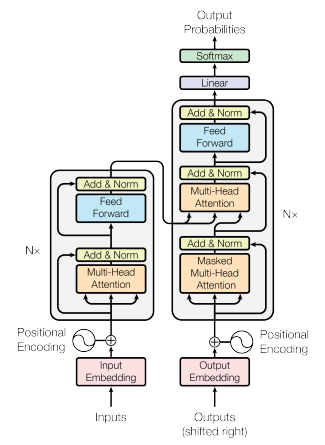 Output
Probabilities
Softmax
Linear
Add & Norm
Feed
Forward
Add & Norm
Multi-Head
Attention
Add & Norm
Masked
Multi-Head
Attention
N×
Add & Norm
Feed
Forward
Add & Norm
Multi-Head
Attention
N×
Positional
Encoding
Positional
Encoding
Input
Embedding
Output
Embedding
Inputs
Outputs
(shifted right)